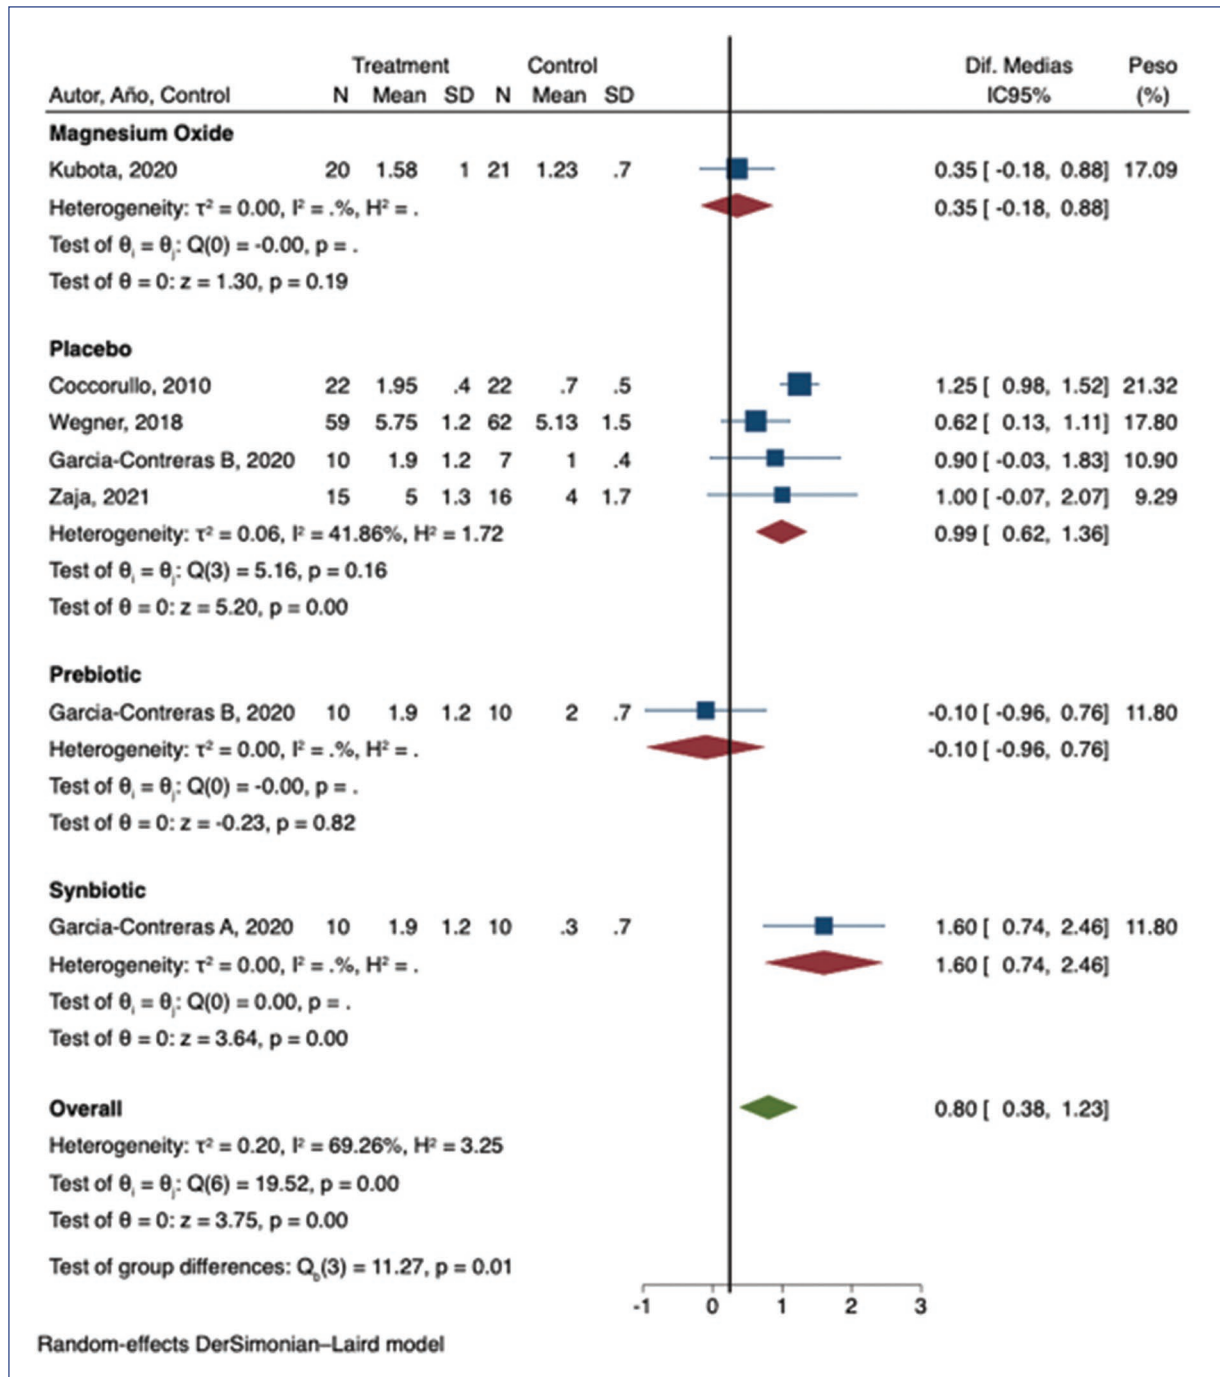 Treatment Control Dif. Medias Peso
Autor, Año, Control N Mean SD N Mean SD IC95% (%)
Magnesium Oxide
Kubota, 2020 20 1.58 1 21 1.23 .7 0.35 [ -0.18, 0.88] 17.09
Heterogeneity: τ² = 0.00, I² = .%, H² = . 0.35 [ -0.18, 0.88]
Test of θᵢ = θⱼ: Q(0) = -0.00, p = .
Test of θ = 0: z = 1.30, p = 0.19
Placebo
Coccorullo, 2010 22 1.95 .4 22 .7 .5 1.25 [ 0.98, 1.52] 21.32
Wegner, 2018 59 5.75 1.2 62 5.13 1.5 0.62 [ 0.13, 1.11] 17.80
Garcia-Contreras B, 2020 10 1.9 1.2 7 1 .4 0.90 [ -0.03, 1.83] 10.90
Zaja, 2021 15 5 1.3 16 4 1.7 1.00 [ -0.07, 2.07] 9.29
Heterogeneity: τ² = 0.06, I² = 41.86%, H² = 1.72 0.99 [ 0.62, 1.36]
Test of θᵢ = θⱼ: Q(3) = 5.16, p = 0.16
Test of θ = 0: z = 5.20, p = 0.00
Prebiotic
Garcia-Contreras B, 2020 10 1.9 1.2 10 2 .7 -0.10 [ -0.96, 0.76] 11.80
Heterogeneity: τ² = 0.00, I² = .%, H² = . -0.10 [ -0.96, 0.76]
Test of θᵢ = θⱼ: Q(0) = -0.00, p = .
Test of θ = 0: z = -0.23, p = 0.82
Synbiotic
Garcia-Contreras A, 2020 10 1.9 1.2 10 .3 .7 1.60 [ 0.74, 2.46] 11.80
Heterogeneity: τ² = 0.00, I² = .%, H² = . 1.60 [ 0.74, 2.46]
Test of θᵢ = θⱼ: Q(0) = 0.00, p = .
Test of θ = 0: z = 3.64, p = 0.00
Overall 0.80 [ 0.38, 1.23]
Heterogeneity: τ² = 0.20, I² = 69.26%, H² = 3.25
Test of θᵢ = θⱼ: Q(6) = 19.52, p = 0.00
Test of θ = 0: z = 3.75, p = 0.00
Test of group differences: Q_b(3) = 11.27, p = 0.01
-1 0 1 2 3
Random-effects DerSimonian–Laird model